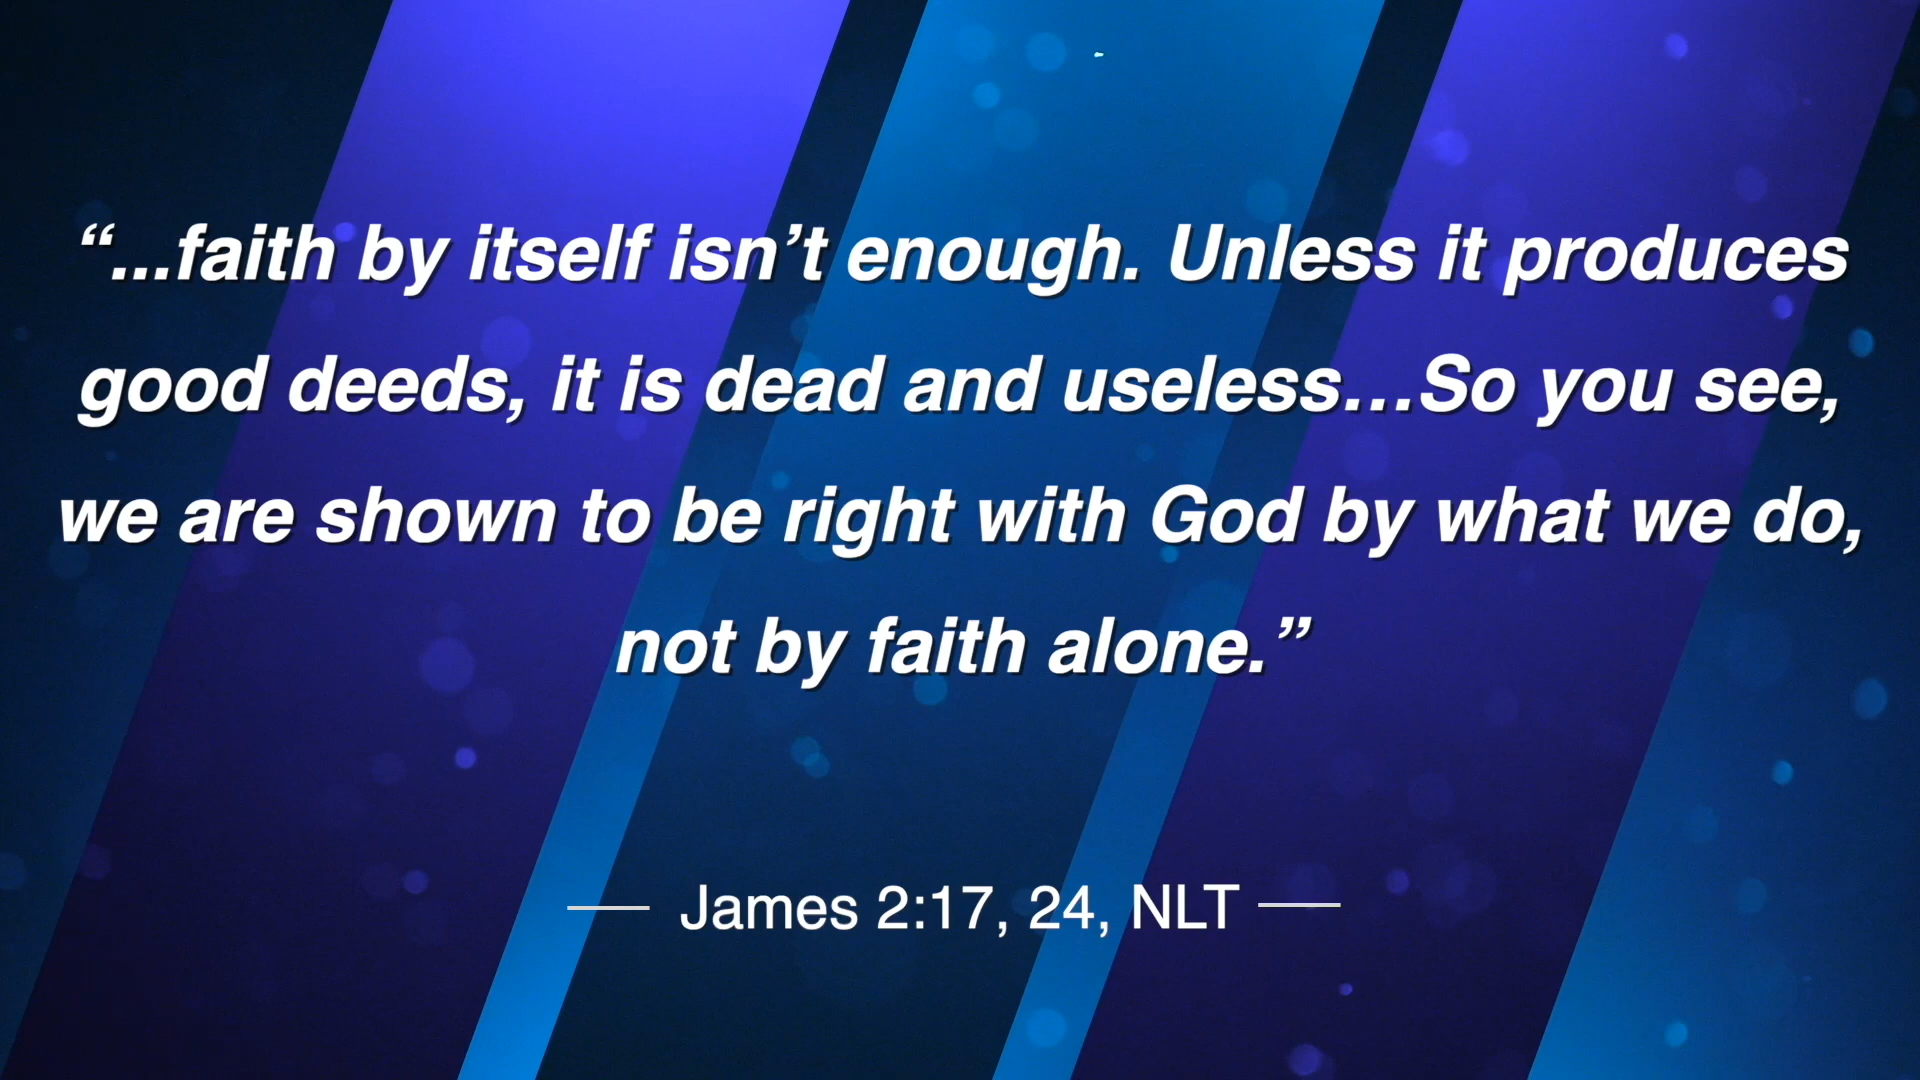 “...faith by itself isn’t enough. Unless it produces
good deeds, it is dead and useless…So you see,
we are shown to be right with God by what we do,
not by faith alone.”
James 2:17, 24, NLT